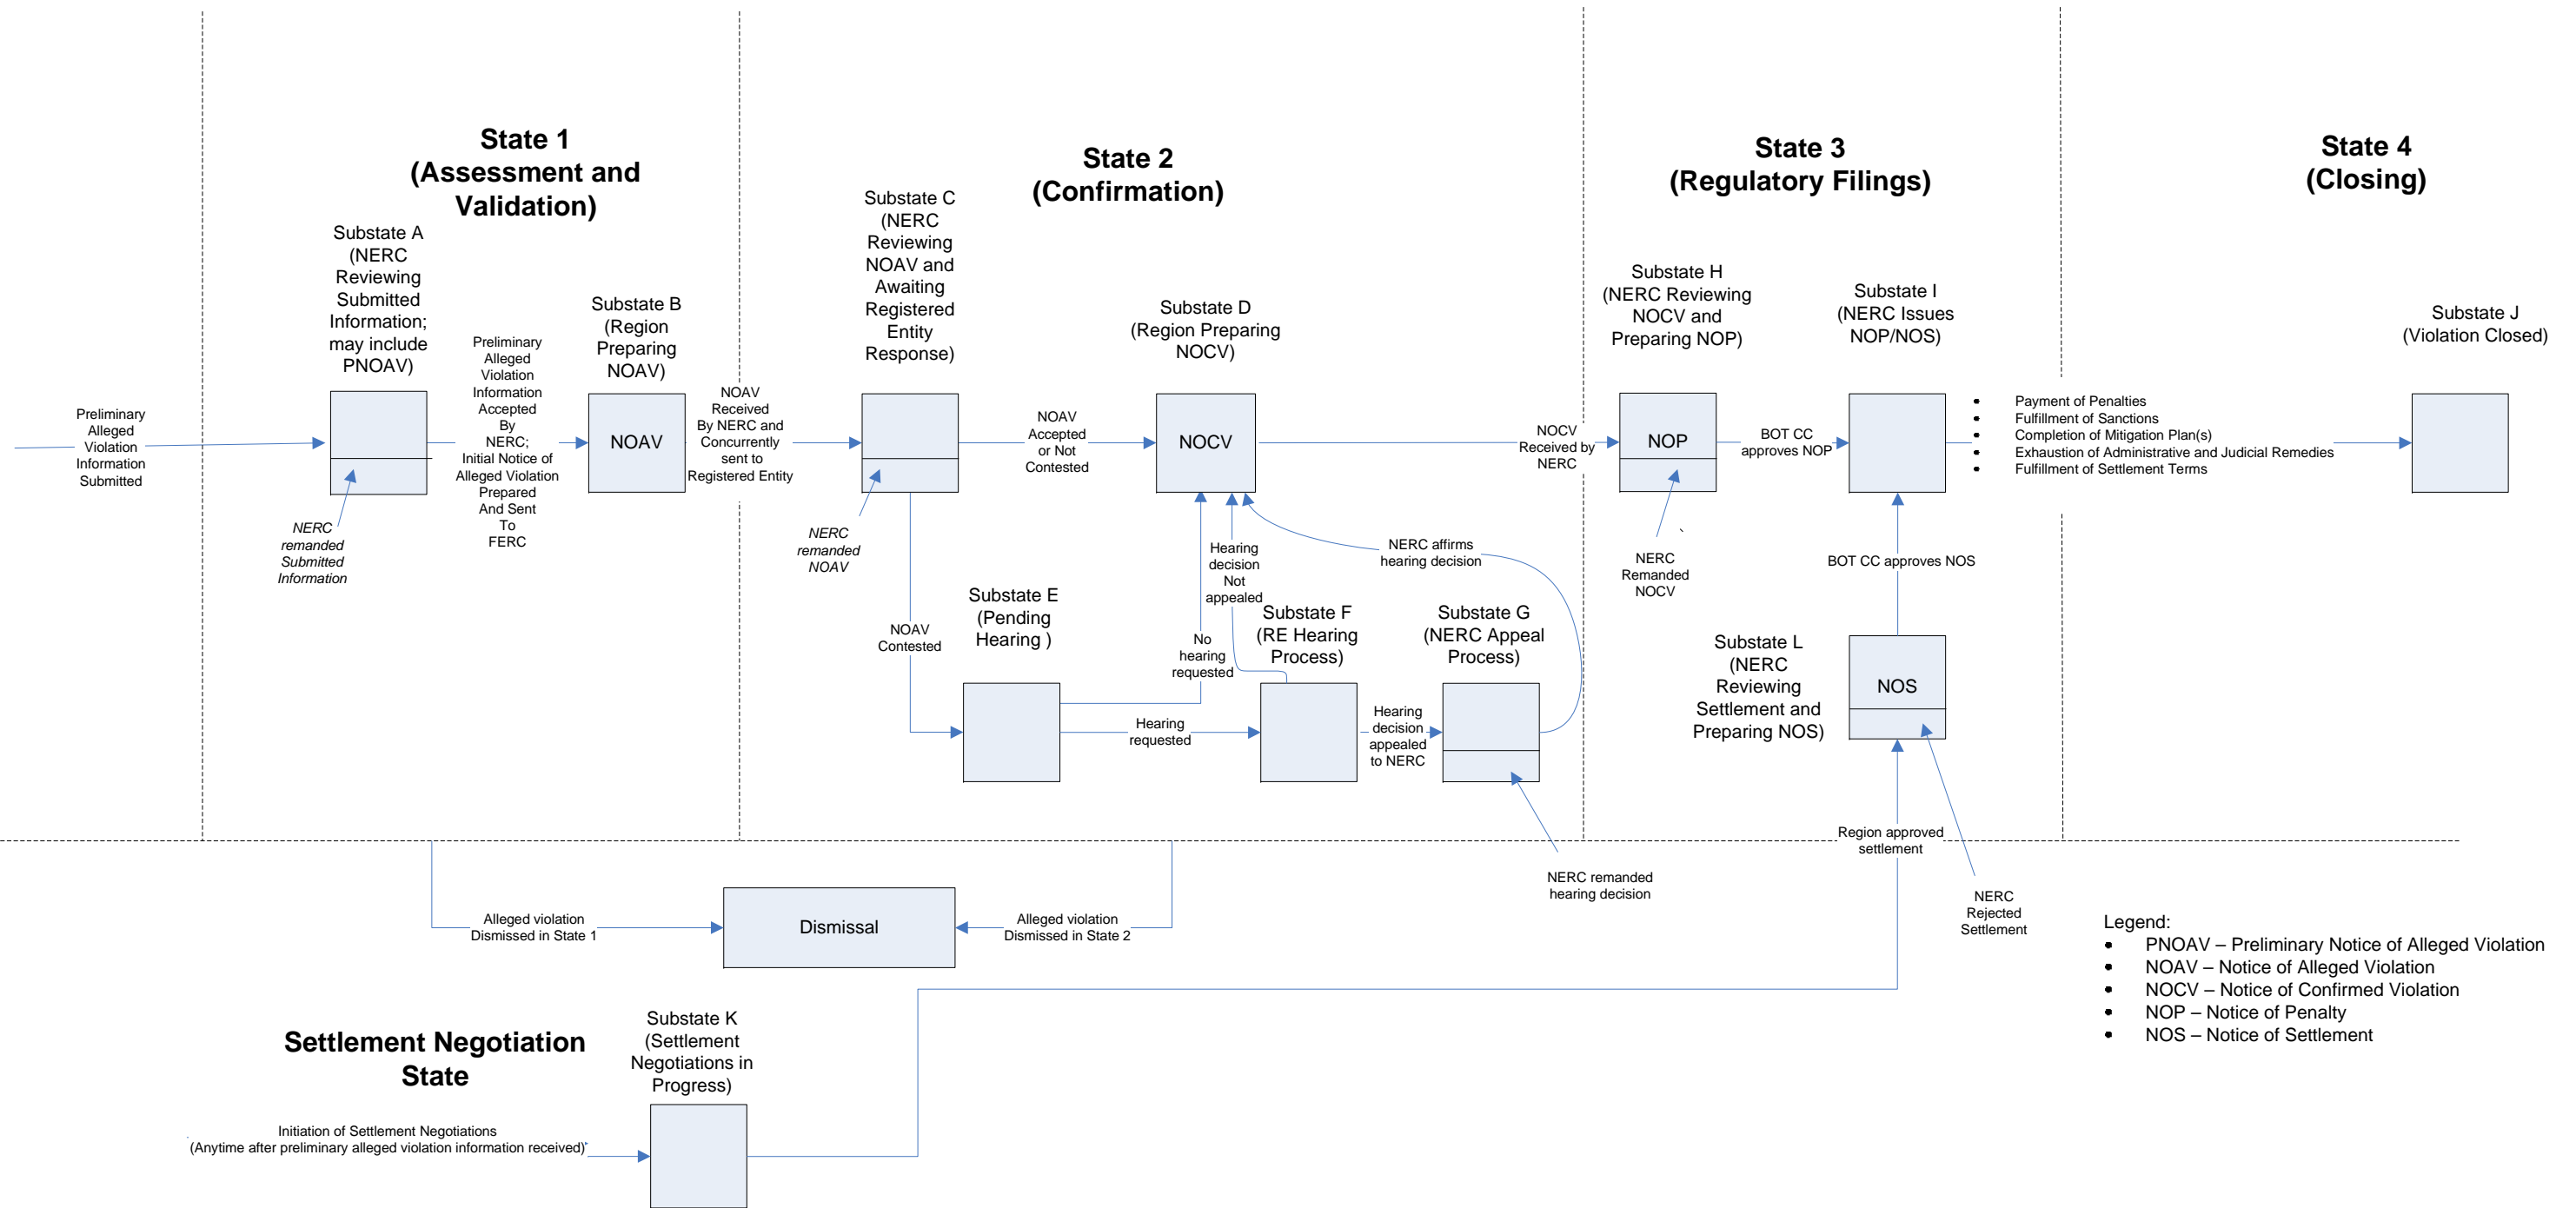 State 1
(Assessment and
Validation)
State 2
(Confirmation)
State 3
(Regulatory Filings)
State 4
(Closing)
Preliminary
Alleged
Violation
Information
Submitted
Substate A
(NERC
Reviewing
Submitted
Information;
may include
PNOAV)
NERC
remanded
Submitted
Information
Preliminary
Alleged
Violation
Information
Accepted
By
NERC;
Initial Notice of
Alleged Violation
Prepared
And Sent
To
FERC
Substate B
(Region
Preparing
NOAV)
NOAV
NOAV
Received
By NERC and
Concurrently
sent to
Registered Entity
Substate C
(NERC
Reviewing
NOAV and
Awaiting
Registered
Entity
Response)
NERC
remanded
NOAV
NOAV
Accepted
or Not
Contested
NOAV
Contested
Substate D
(Region Preparing
NOCV)
NOCV
Substate E
(Pending
Hearing )
No
hearing
requested
Hearing
requested
Hearing
decision
Not
appealed
Substate F
(RE Hearing
Process)
Hearing
decision
appealed
to NERC
Substate G
(NERC Appeal
Process)
NERC affirms
hearing decision
NERC remanded
hearing decision
NOCV
Received by
NERC
Substate H
(NERC Reviewing
NOCV and
Preparing NOP)
NOP
NERC
Remanded
NOCV
`
BOT CC
approves NOP
Substate I
(NERC Issues
NOP/NOS)
BOT CC approves NOS
Substate L
(NERC
Reviewing
Settlement and
Preparing NOS)
NOS
Region approved
settlement
NERC
Rejected
Settlement
• Payment of Penalties
• Fulfillment of Sanctions
• Completion of Mitigation Plan(s)
• Exhaustion of Administrative and Judicial Remedies
• Fulfillment of Settlement Terms
Substate J
(Violation Closed)
Alleged violation
Dismissed in State 1
Dismissal
Alleged violation
Dismissed in State 2
Settlement Negotiation
State
Substate K
(Settlement
Negotiations in
Progress)
Initiation of Settlement Negotiations
(Anytime after preliminary alleged violation information received)
Legend:
• PNOAV – Preliminary Notice of Alleged Violation
• NOAV – Notice of Alleged Violation
• NOCV – Notice of Confirmed Violation
• NOP – Notice of Penalty
• NOS – Notice of Settlement